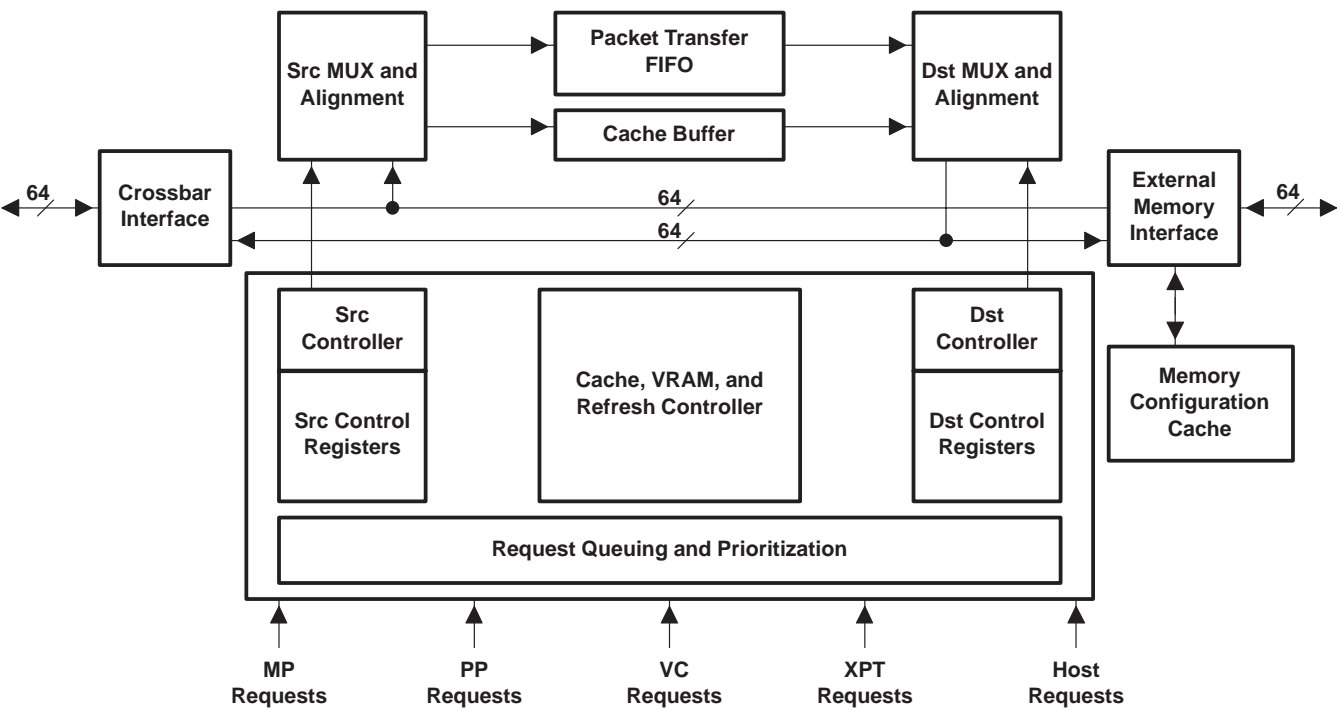 Packet Transfer
FIFO
Src MUX and
Alignment
Dst MUX and
Alignment
Cache Buffer
64
Crossbar
Interface
64
64
External
Memory
Interface
64
Src
Controller
Src Control
Registers
Cache, VRAM, and
Refresh Controller
Dst
Controller
Dst Control
Registers
Memory
Configuration
Cache
Request Queuing and Prioritization
MP
Requests
PP
Requests
VC
Requests
XPT
Requests
Host
Requests